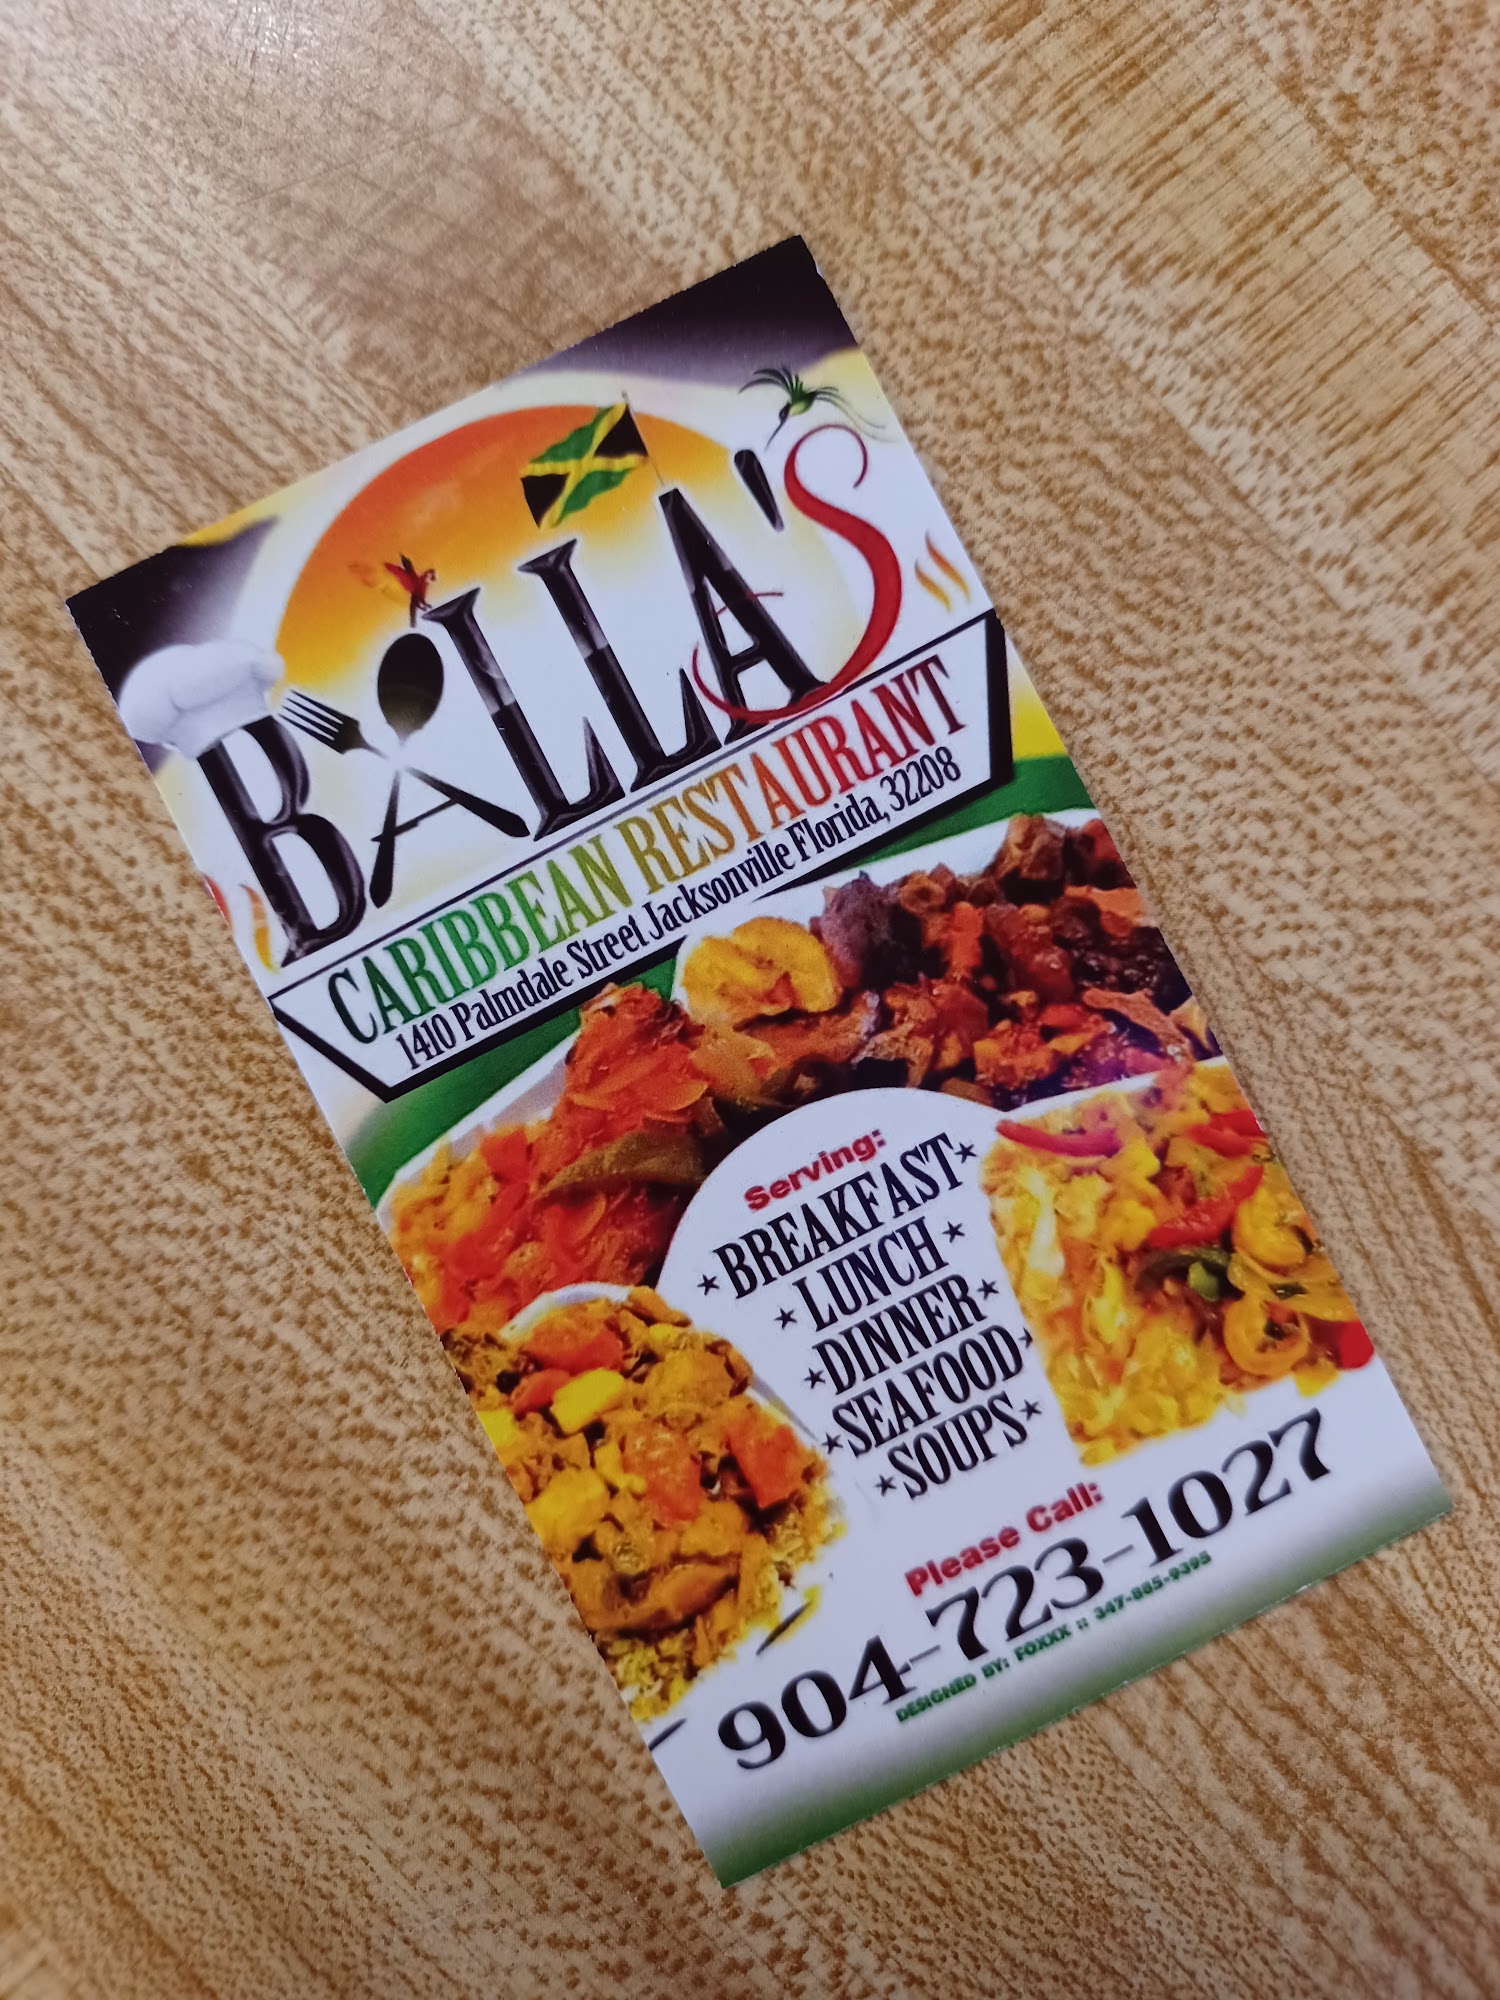 BALLA'S
CARIBBEAN RESTAURANT
1410 Palmdale Street Jacksonville Florida, 32208
Serving:
★BREAKFAST★
★LUNCH★
★DINNER★
★SEAFOOD★
★SOUPS★
Please Call:
904-723-1027
DESIGNED BY: FOXXX :: 347-885-9395